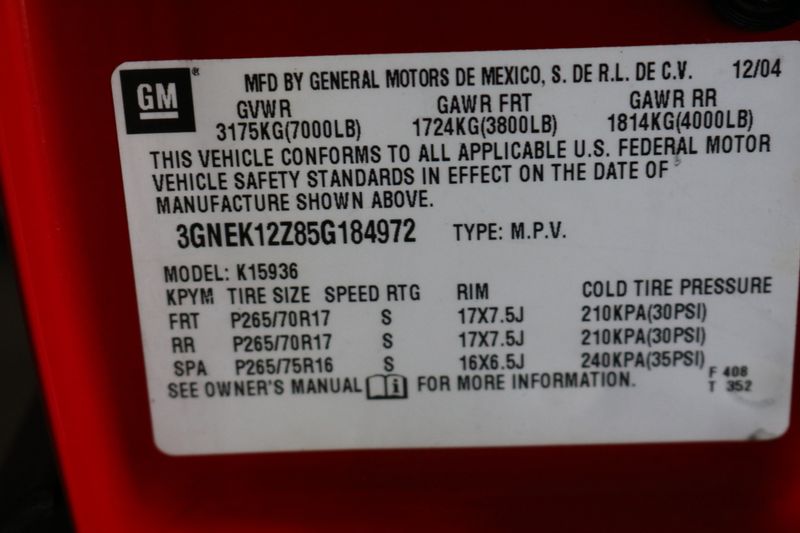 GM ®
MFD BY GENERAL MOTORS DE MEXICO, S. DE R.L. DE C.V. 12/04
GVWR GAWR FRT GAWR RR
3175KG(7000LB) 1724KG(3800LB) 1814KG(4000LB)
THIS VEHICLE CONFORMS TO ALL APPLICABLE U.S. FEDERAL MOTOR
VEHICLE SAFETY STANDARDS IN EFFECT ON THE DATE OF
MANUFACTURE SHOWN ABOVE.
3GNEK12Z85G184972 TYPE: M.P.V.
MODEL: K15936
KPYM TIRE SIZE SPEED RTG RIM COLD TIRE PRESSURE
FRT P265/70R17 S 17X7.5J 210KPA(30PSI)
RR P265/70R17 S 17X7.5J 210KPA(30PSI)
SPA P265/75R16 S 16X6.5J 240KPA(35PSI)
SEE OWNER'S MANUAL FOR MORE INFORMATION.
F 408
T 352